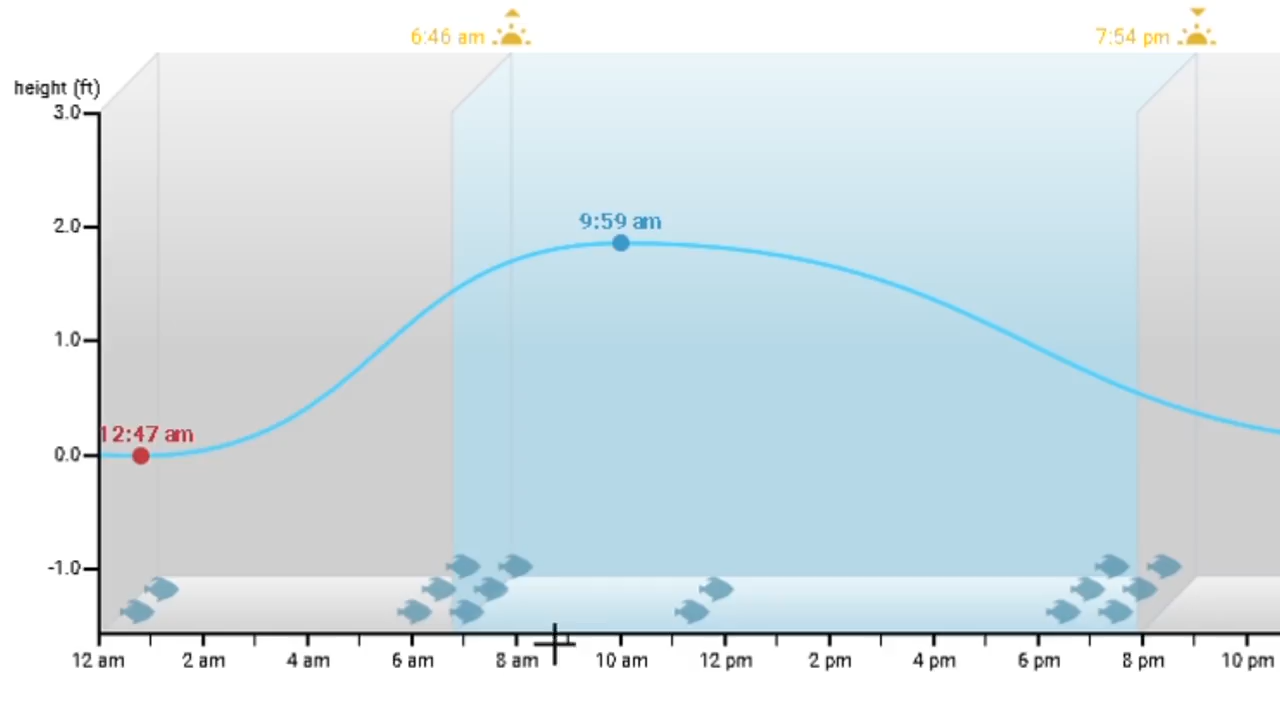 6:46 am
7:54 pm
height (ft)
3.0
2.0
9:59 am
1.0
12:47 am
0.0
-1.0
12 am 2 am 4 am 6 am 8 am 10 am 12 pm 2 pm 4 pm 6 pm 8 pm 10 pm